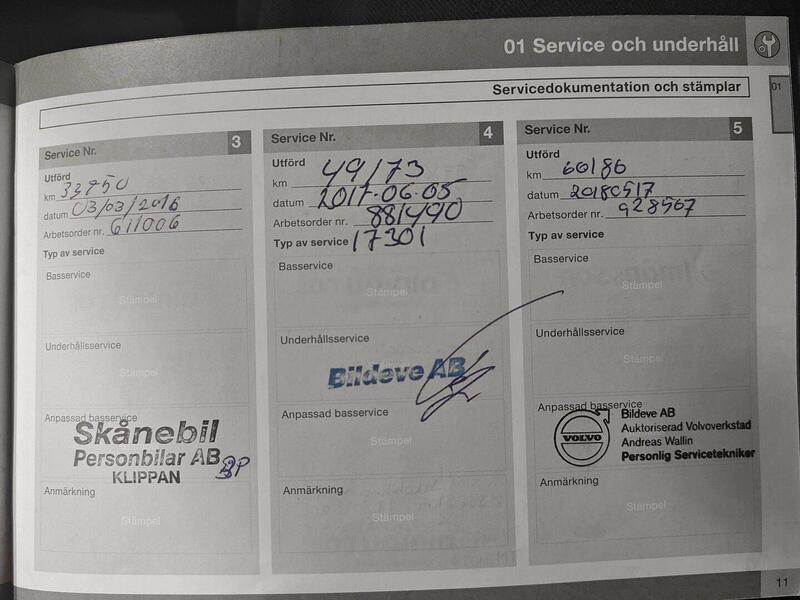 01 Service och underhåll
Servicedokumentation och stämplar
01
Service Nr. 3
Utförd
km 33950
datum 03/03/2016
Arbetsorder nr. 611006
Typ av service
Basservice
Stämpel
Underhållsservice
Stämpel
Anpassad basservice
Skånebil
Personbilar AB
KLIPPAN
Anmärkning
Stämpel
Service Nr. 4
Utförd
km 49173
datum 2017-06-05
Arbetsorder nr. 881490
Typ av service 17301
Basservice
Stämpel
Underhållsservice
Bildeve AB
Anpassad basservice
Stämpel
Anmärkning
Stämpel
Service Nr. 5
Utförd
km 60186
datum 20180517
Arbetsorder nr. 928567
Typ av service
Basservice
Stämpel
Underhållsservice
Stämpel
Anpassad basservice
VOLVO
Bildeve AB
Auktoriserad Volvoverkstad
Andreas Wallin
Personlig Servicetekniker
Anmärkning
Stämpel
11